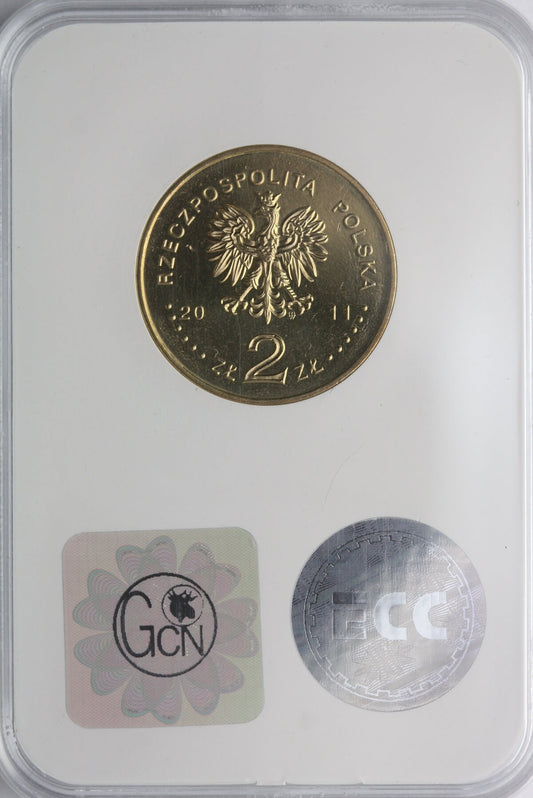 RZECZPOSPOLITA POLSKA
20 11
ZŁ 2 ZŁ
GCN
ECC